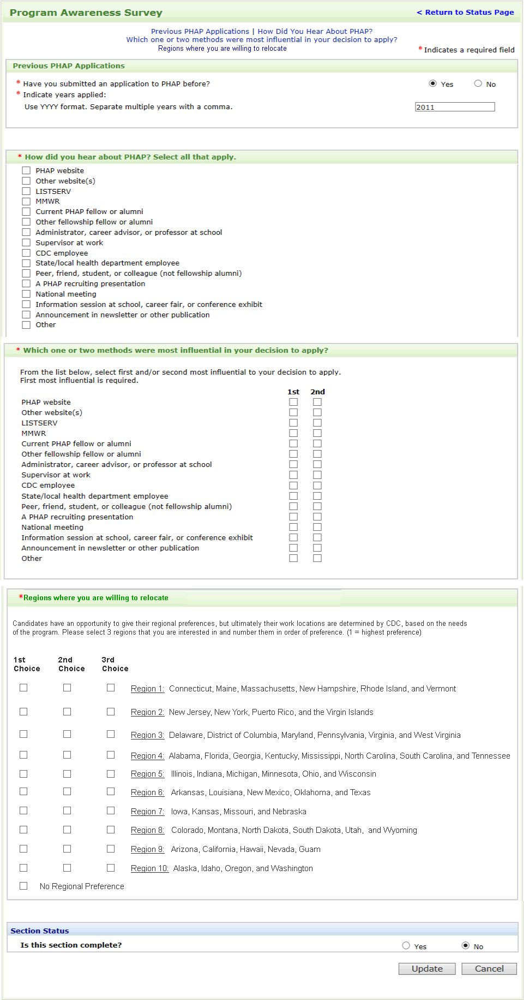 Program Awareness Survey
< Return to Status Page
Previous PHAP Applications | How Did You Hear About PHAP?
Which one or two methods were most influential in your decision to apply?
Regions where you are willing to relocate
* Indicates a required field
Previous PHAP Applications
* Have you submitted an application to PHAP before? Yes No
* Indicate years applied:
Use YYYY format. Separate multiple years with a comma. 2011
* How did you hear about PHAP? Select all that apply.
PHAP website
Other website(s)
LISTSERV
MMWR
Current PHAP fellow or alumni
Other fellowship fellow or alumni
Administrator, career advisor, or professor at school
Supervisor at work
CDC employee
State/local health department employee
Peer, friend, student, or colleague (not fellowship alumni)
A PHAP recruiting presentation
National meeting
Information session at school, career fair, or conference exhibit
Announcement in newsletter or other publication
Other
* Which one or two methods were most influential in your decision to apply?
From the list below, select first and/or second most influential to your decision to apply.
First most influential is required.
1st 2nd
PHAP website
Other website(s)
LISTSERV
MMWR
Current PHAP fellow or alumni
Other fellowship fellow or alumni
Administrator, career advisor, or professor at school
Supervisor at work
CDC employee
State/local health department employee
Peer, friend, student, or colleague (not fellowship alumni)
A PHAP recruiting presentation
National meeting
Information session at school, career fair, or conference exhibit
Announcement in newsletter or other publication
Other
*Regions where you are willing to relocate
Candidates have an opportunity to give their regional preferences, but ultimately their work locations are determined by CDC, based on the needs
of the program. Please select 3 regions that you are interested in and number them in order of preference. (1 = highest preference)
1st 2nd 3rd
Choice Choice Choice
Region 1: Connecticut, Maine, Massachusetts, New Hampshire, Rhode Island, and Vermont
Region 2: New Jersey, New York, Puerto Rico, and the Virgin Islands
Region 3: Delaware, District of Columbia, Maryland, Pennsylvania, Virginia, and West Virginia
Region 4: Alabama, Florida, Georgia, Kentucky, Mississippi, North Carolina, South Carolina, and Tennessee
Region 5: Illinois, Indiana, Michigan, Minnesota, Ohio, and Wisconsin
Region 6: Arkansas, Louisiana, New Mexico, Oklahoma, and Texas
Region 7: Iowa, Kansas, Missouri, and Nebraska
Region 8: Colorado, Montana, North Dakota, South Dakota, Utah, and Wyoming
Region 9: Arizona, California, Hawaii, Nevada, Guam
Region 10: Alaska, Idaho, Oregon, and Washington
No Regional Preference
Section Status
Is this section complete? Yes No
Update Cancel